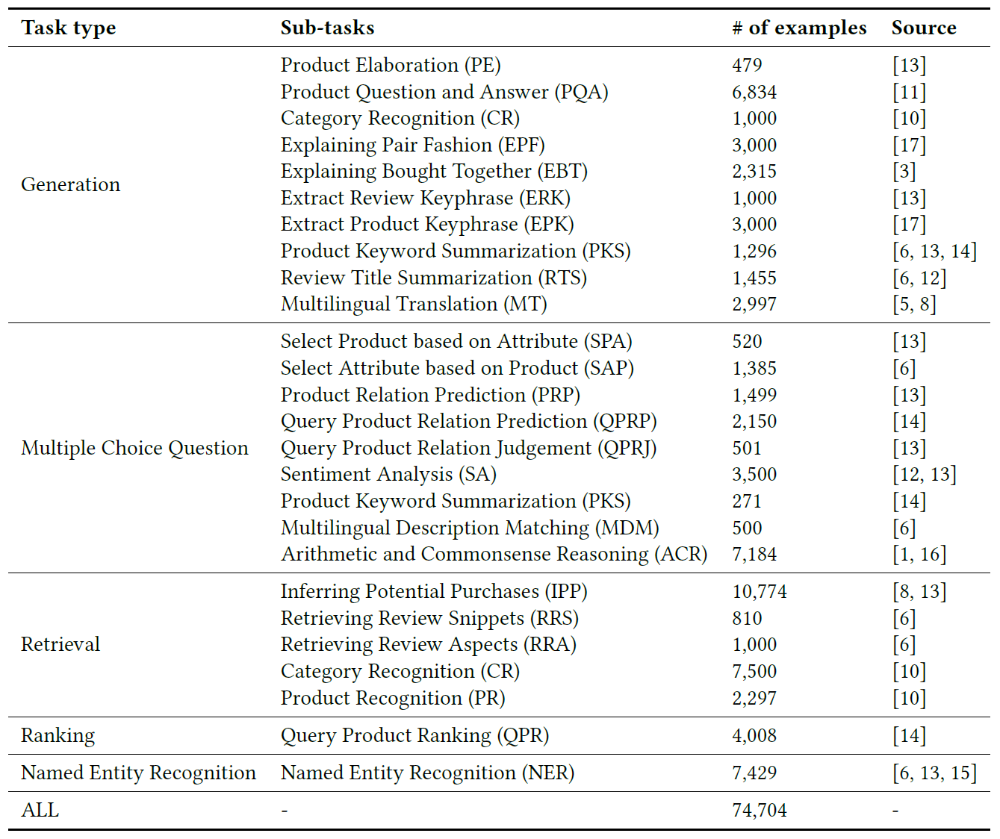 Task type Sub-tasks # of examples Source
Product Elaboration (PE) 479 [13]
Product Question and Answer (PQA) 6,834 [11]
Category Recognition (CR) 1,000 [10]
Explaining Pair Fashion (EPF) 3,000 [17]
Generation Explaining Bought Together (EBT) 2,315 [3]
Extract Review Keyphrase (ERK) 1,000 [13]
Extract Product Keyphrase (EPK) 3,000 [17]
Product Keyword Summarization (PKS) 1,296 [6, 13, 14]
Review Title Summarization (RTS) 1,455 [6, 12]
Multilingual Translation (MT) 2,997 [5, 8]
Select Product based on Attribute (SPA) 520 [13]
Select Attribute based on Product (SAP) 1,385 [6]
Product Relation Prediction (PRP) 1,499 [13]
Query Product Relation Prediction (QPRP) 2,150 [14]
Multiple Choice Question Query Product Relation Judgement (QPRJ) 501 [13]
Sentiment Analysis (SA) 3,500 [12, 13]
Product Keyword Summarization (PKS) 271 [14]
Multilingual Description Matching (MDM) 500 [6]
Arithmetic and Commonsense Reasoning (ACR) 7,184 [1, 16]
Inferring Potential Purchases (IPP) 10,774 [8, 13]
Retrieving Review Snippets (RRS) 810 [6]
Retrieval Retrieving Review Aspects (RRA) 1,000 [6]
Category Recognition (CR) 7,500 [10]
Product Recognition (PR) 2,297 [10]
Ranking Query Product Ranking (QPR) 4,008 [14]
Named Entity Recognition Named Entity Recognition (NER) 7,429 [6, 13, 15]
ALL - 74,704 -